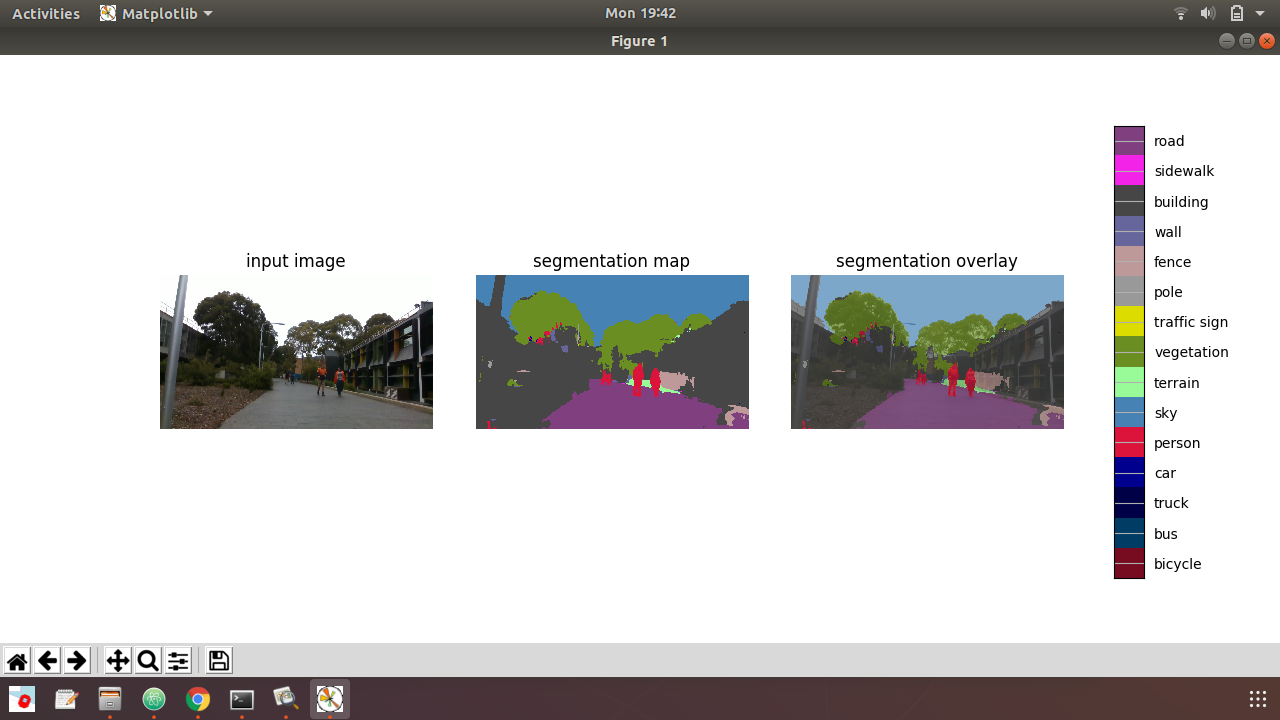 Activities
Matplotlib
Mon 19:42
Figure 1
input image
segmentation map
segmentation overlay
road
sidewalk
building
wall
fence
pole
traffic sign
vegetation
terrain
sky
person
car
truck
bus
bicycle